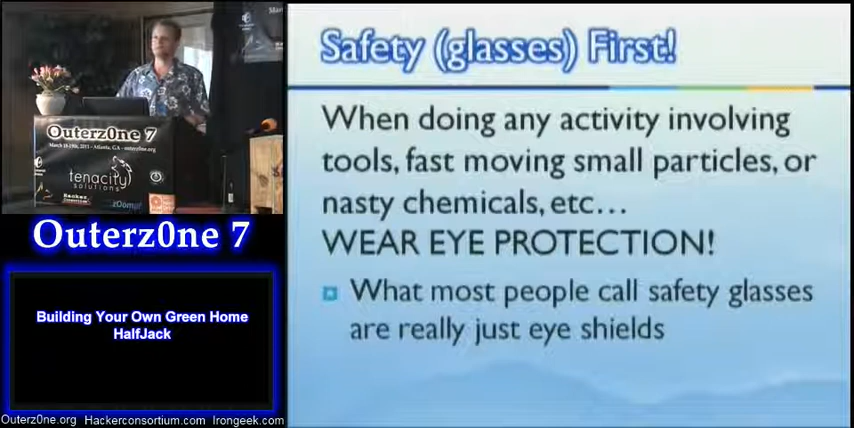 Safety (glasses) First!
When doing any activity involving
tools, fast moving small particles, or
nasty chemicals, etc...
WEAR EYE PROTECTION!
What most people call safety glasses
are really just eye shields
Outerz0ne 7
tenacity
solutions
Outerz0ne 7
Building Your Own Green Home
HalfJack
Outerz0ne.org Hackerconsortium.com Irongeek.com